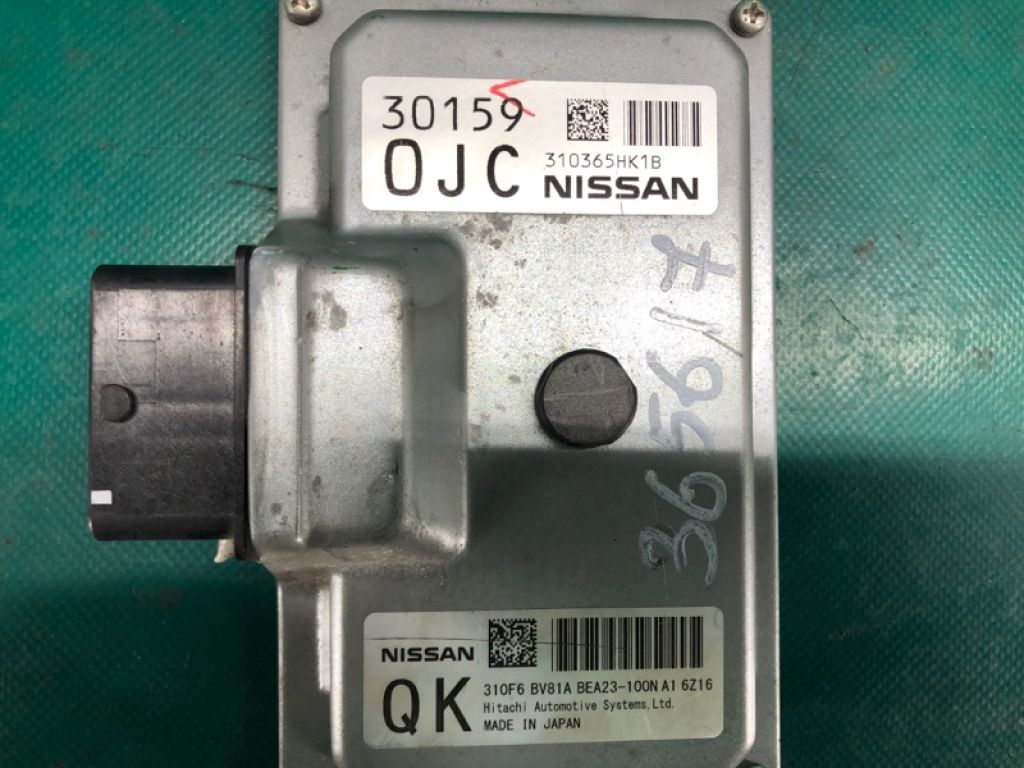 30159
0JC
310365HK1B
NISSAN
36517
NISSAN
QK
310F6 BV81A BEA23-100N A1 6Z16
Hitachi Automotive Systems,Ltd.
MADE IN JAPAN